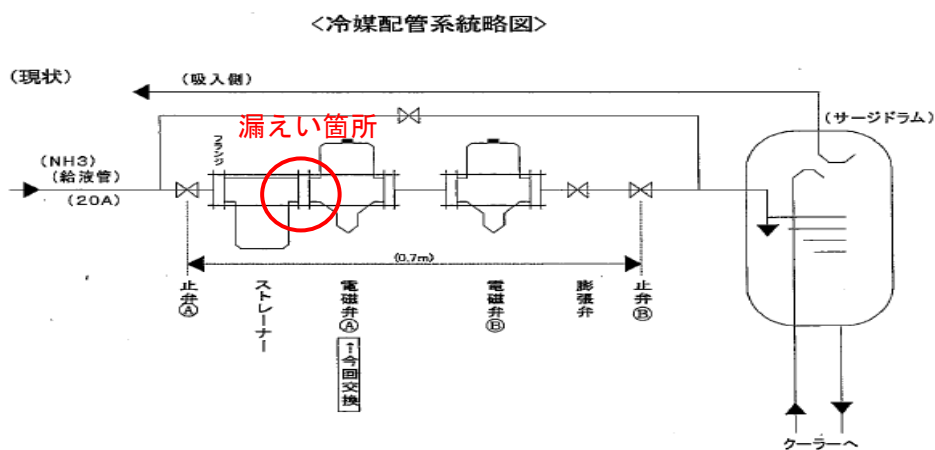 <冷媒配管系統略図>
(現状)
(吸入側)
(サージドラム)
漏えい箇所
フランジ
(NH3)
(給液管)
(20A)
(0.7m)
止弁Ⓐ
ストレーナー
電磁弁Ⓐ
↑今回交換
電磁弁Ⓑ
膨張弁
止弁Ⓑ
クーラーへ